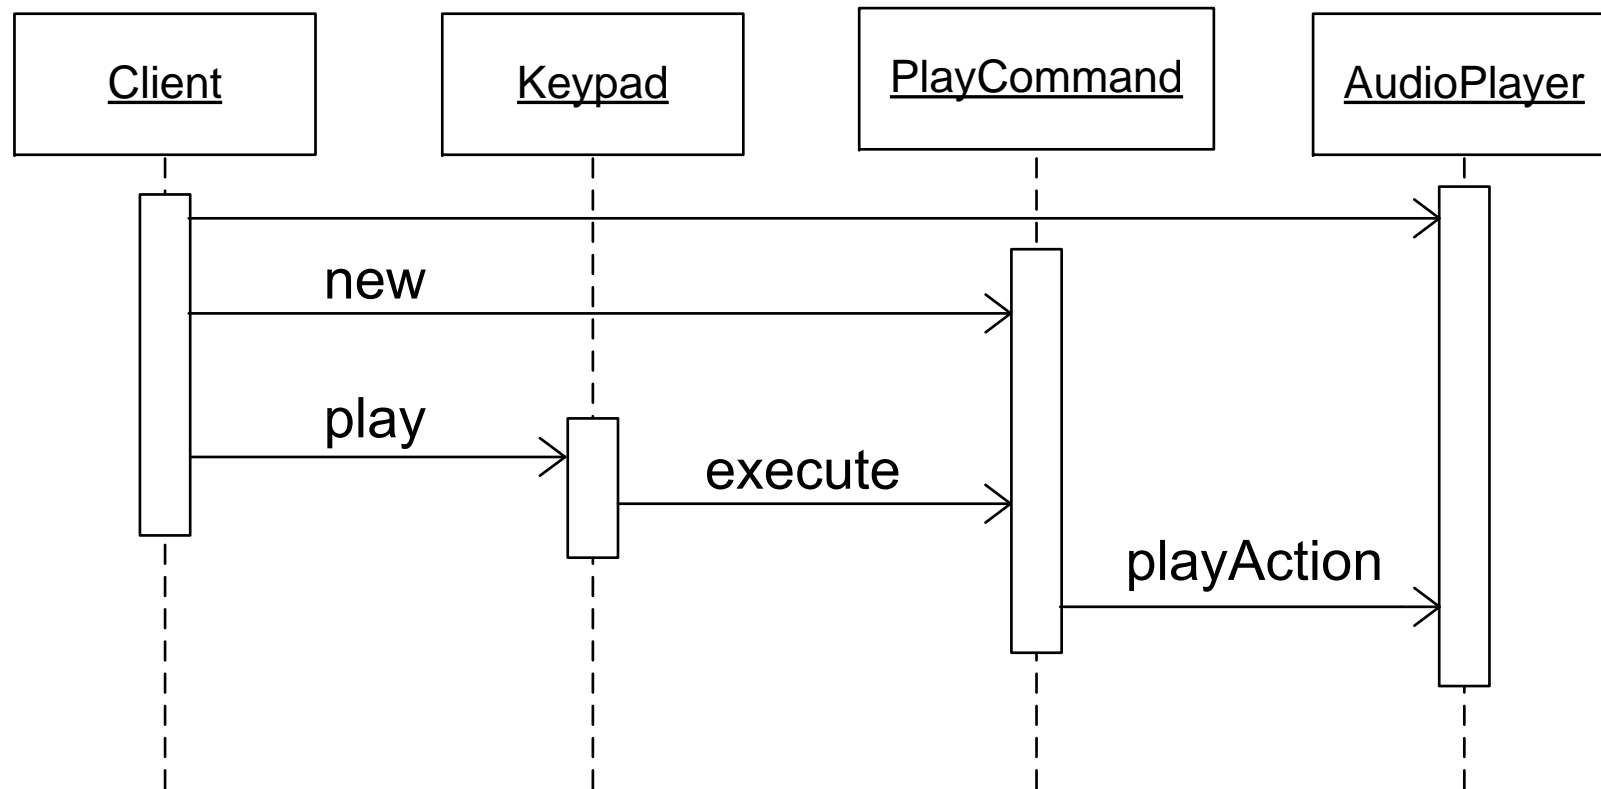 Client
Keypad
PlayCommand
AudioPlayer
new
play
execute
playAction